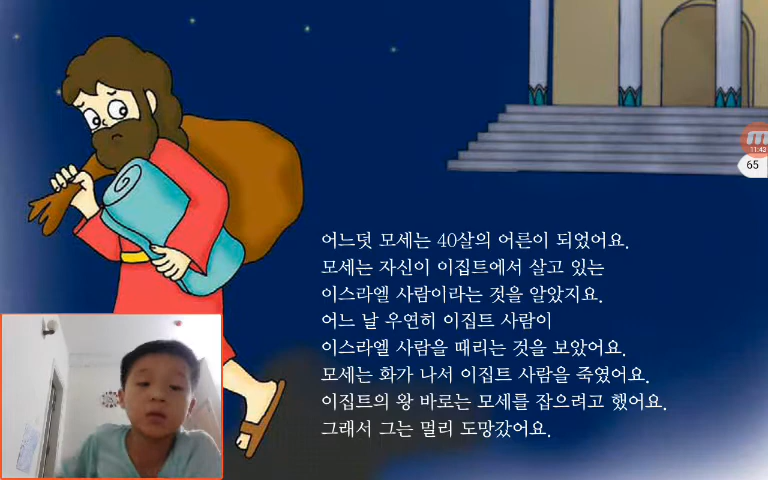 어느덧 모세는 40살의 어른이 되었어요.
모세는 자신이 이집트에서 살고 있는
이스라엘 사람이라는 것을 알았지요.
어느 날 우연히 이집트 사람이
이스라엘 사람을 때리는 것을 보았어요.
모세는 화가 나서 이집트 사람을 죽였어요.
이집트의 왕 바로는 모세를 잡으려고 했어요.
그래서 그는 멀리 도망갔어요.
11:43
65